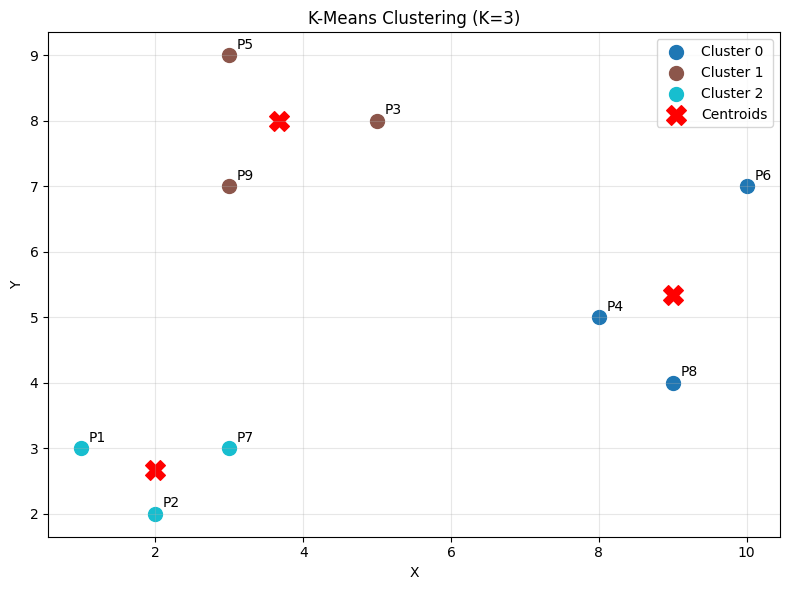 K-Means Clustering (K=3)
Cluster 0
Cluster 1
Cluster 2
Centroids
P5
P3
P9
P6
P4
P8
P1
P7
P2
9
8
7
6
5
4
3
2
Y
2
4
6
8
10
X